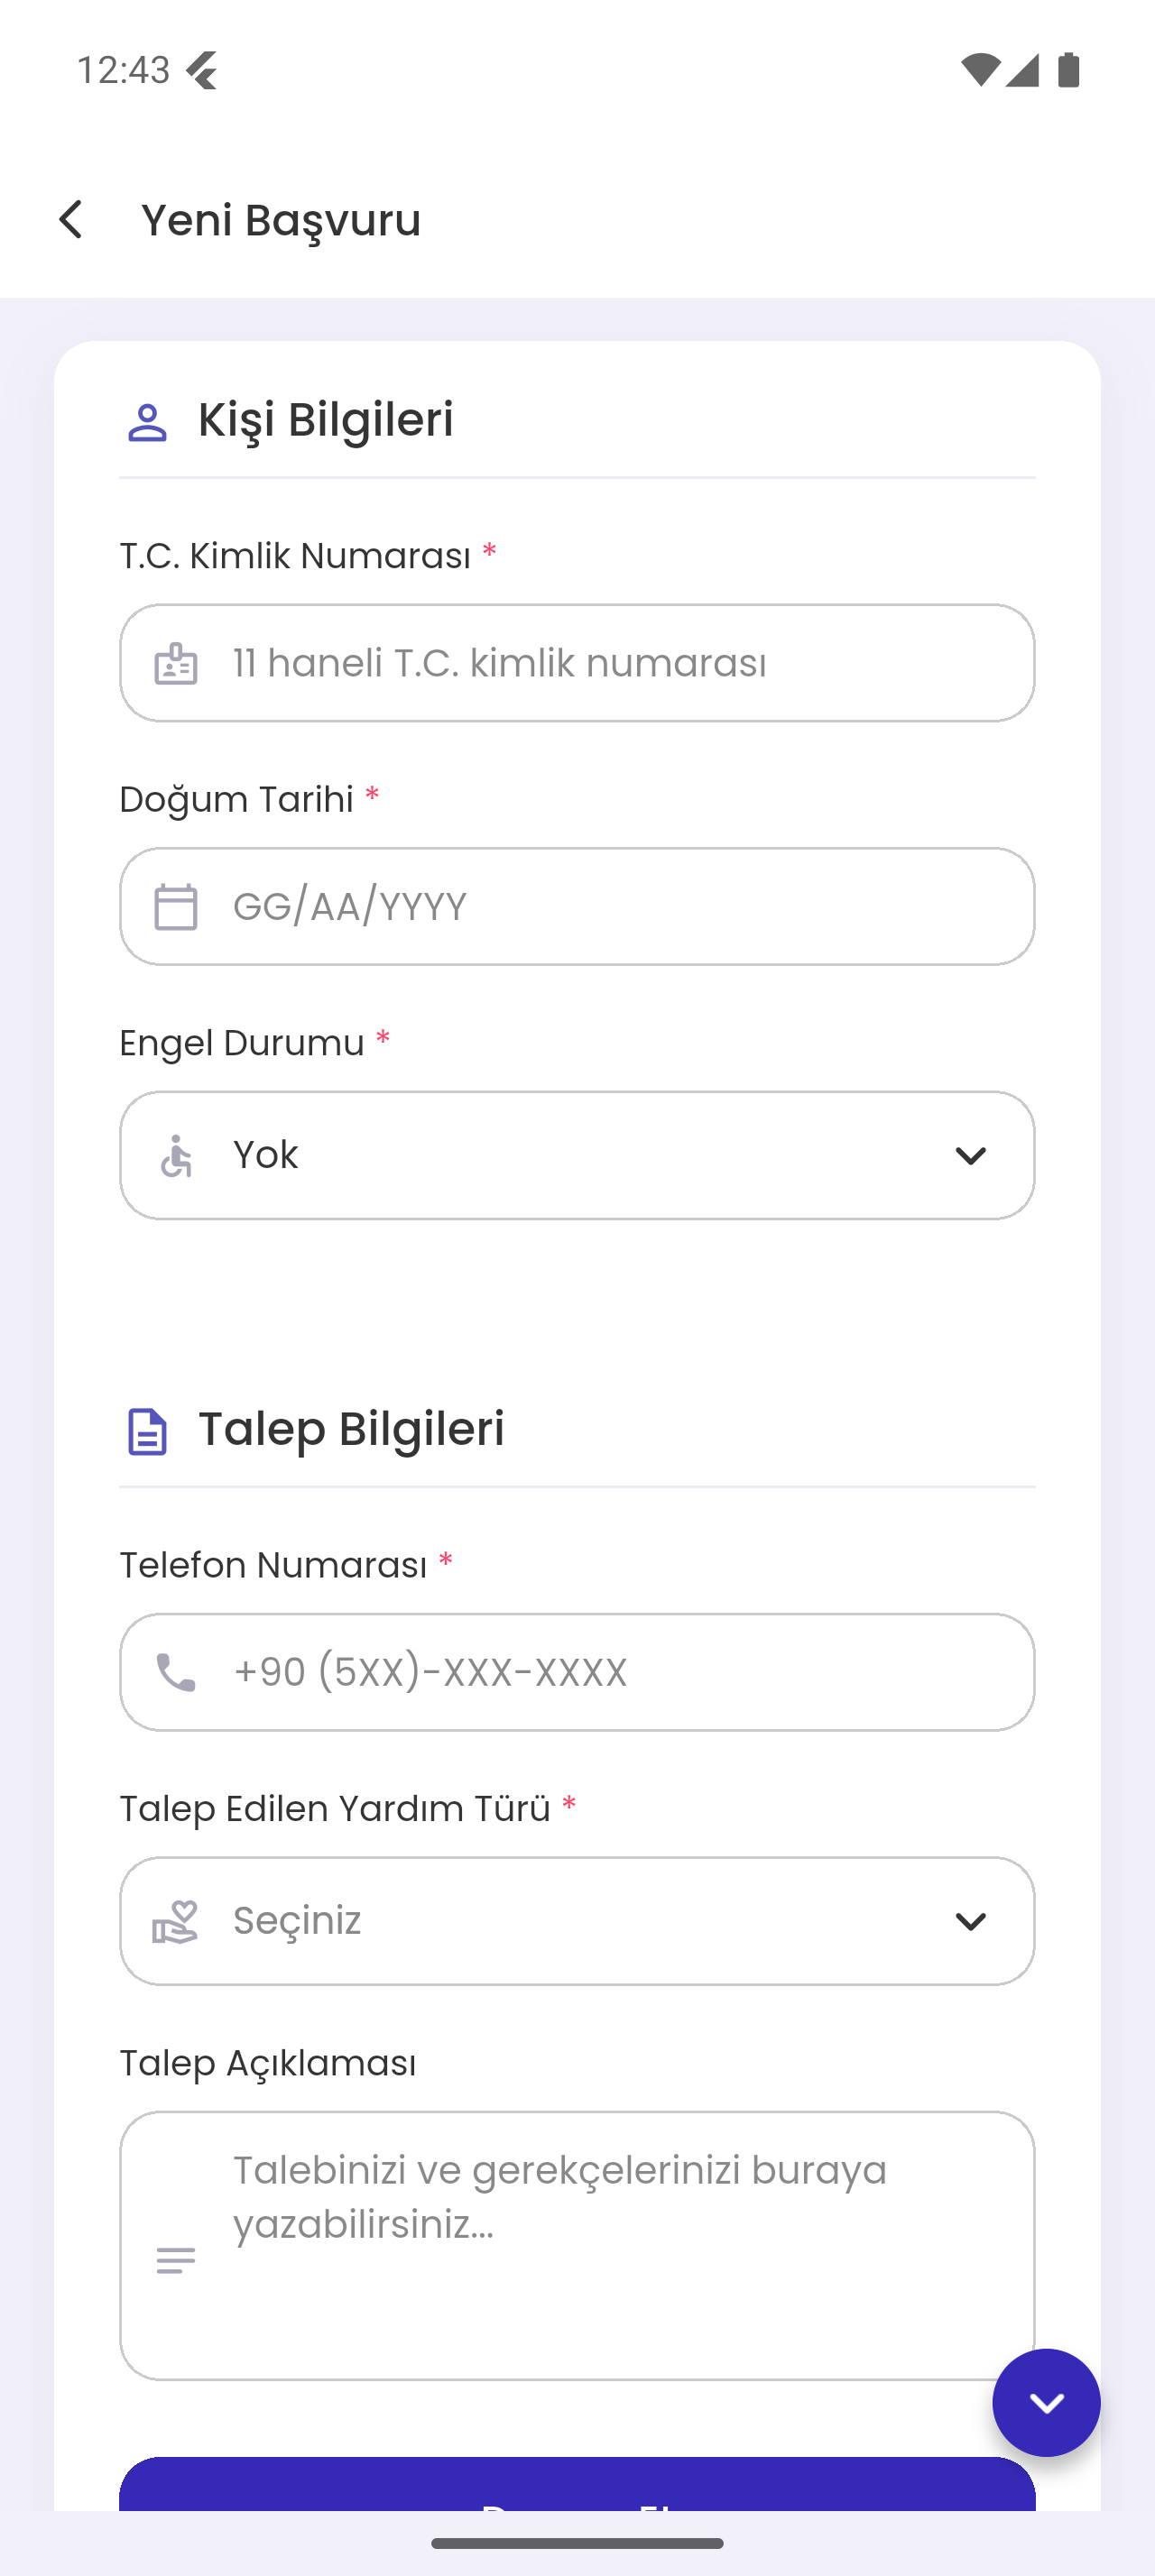 12:43
Yeni Başvuru
Kişi Bilgileri
T.C. Kimlik Numarası *
11 haneli T.C. kimlik numarası
Doğum Tarihi *
GG/AA/YYYY
Engel Durumu *
Yok
Talep Bilgileri
Telefon Numarası *
+90 (5XX)-XXX-XXXX
Talep Edilen Yardım Türü *
Seçiniz
Talep Açıklaması
Talebinizi ve gerekçelerinizi buraya
yazabilirsiniz...